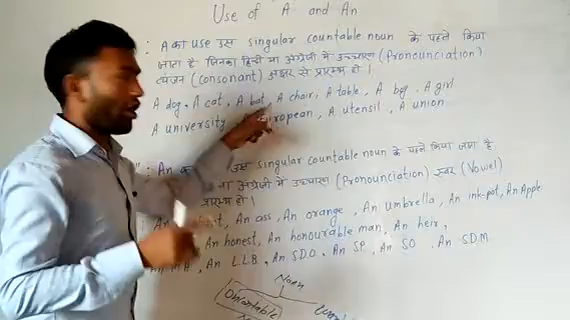 Use of A and An
: A का use उस singular countable noun के पहले किया
जाता है जिनका हिन्दी या अंग्रेजी में उच्चारण (Pronounciation)
व्यंजन (consonant) अक्षर से प्रारम्भ हो।
A dog, A cat, A bat, A chair, A table, A boy, A girl
A university European, A utensil, A union
: An का उस singular countable noun के पहले किया जाता है
या अंग्रेजी में उच्चारण (Pronounciation) स्वर (Vowel)
प्रारम्भ हो।
An ass, An orange, An umbrella, An ink-pot, An Apple
An honest, An honourable man, An heir,
An L.L.B, An S.D.O, An S.P, An S.O, An S.D.M.
Noun
Countable